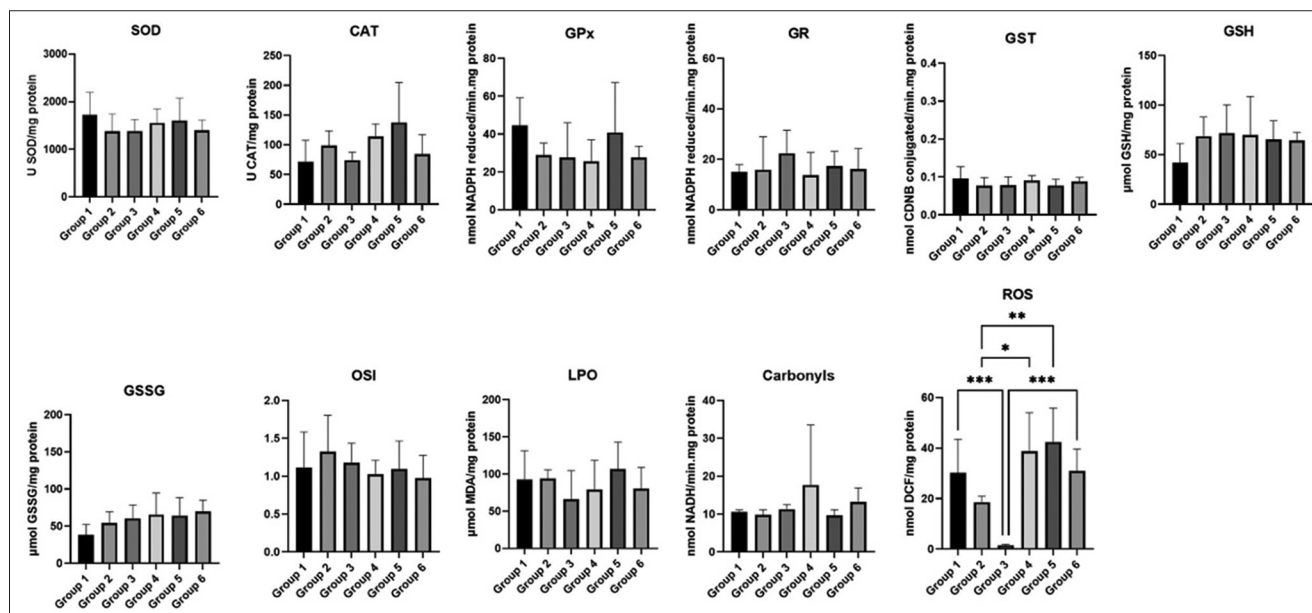 SOD
U SOD/mg protein
3000
2000
1000
0
Group 1
Group 2
Group 3
Group 4
Group 5
Group 6
CAT
U CAT/mg protein
250
200
150
100
50
0
Group 1
Group 2
Group 3
Group 4
Group 5
Group 6
GPx
nmol NADPH reduced/min.mg protein
80
60
40
20
0
Group 1
Group 2
Group 3
Group 4
Group 5
Group 6
GR
nmol NADPH reduced/min.mg protein
60
40
20
0
Group 1
Group 2
Group 3
Group 4
Group 5
Group 6
GST
nmol CDNB conjugated/min.mg protein
0.4
0.3
0.2
0.1
0.0
Group 1
Group 2
Group 3
Group 4
Group 5
Group 6
GSH
µmol GSH/mg protein
150
100
50
0
Group 1
Group 2
Group 3
Group 4
Group 5
Group 6
GSSG
µmol GSSG/mg protein
200
150
100
50
0
Group 1
Group 2
Group 3
Group 4
Group 5
Group 6
OSI
2.0
1.5
1.0
0.5
0.0
Group 1
Group 2
Group 3
Group 4
Group 5
Group 6
LPO
µmol MDA/mg protein
200
150
100
50
0
Group 1
Group 2
Group 3
Group 4
Group 5
Group 6
Carbonyls
nmol NADH/min.mg protein
40
30
20
10
0
Group 1
Group 2
Group 3
Group 4
Group 5
Group 6
ROS
**
*
*** ***
nmol DCF/mg protein
60
40
20
0
Group 1
Group 2
Group 3
Group 4
Group 5
Group 6